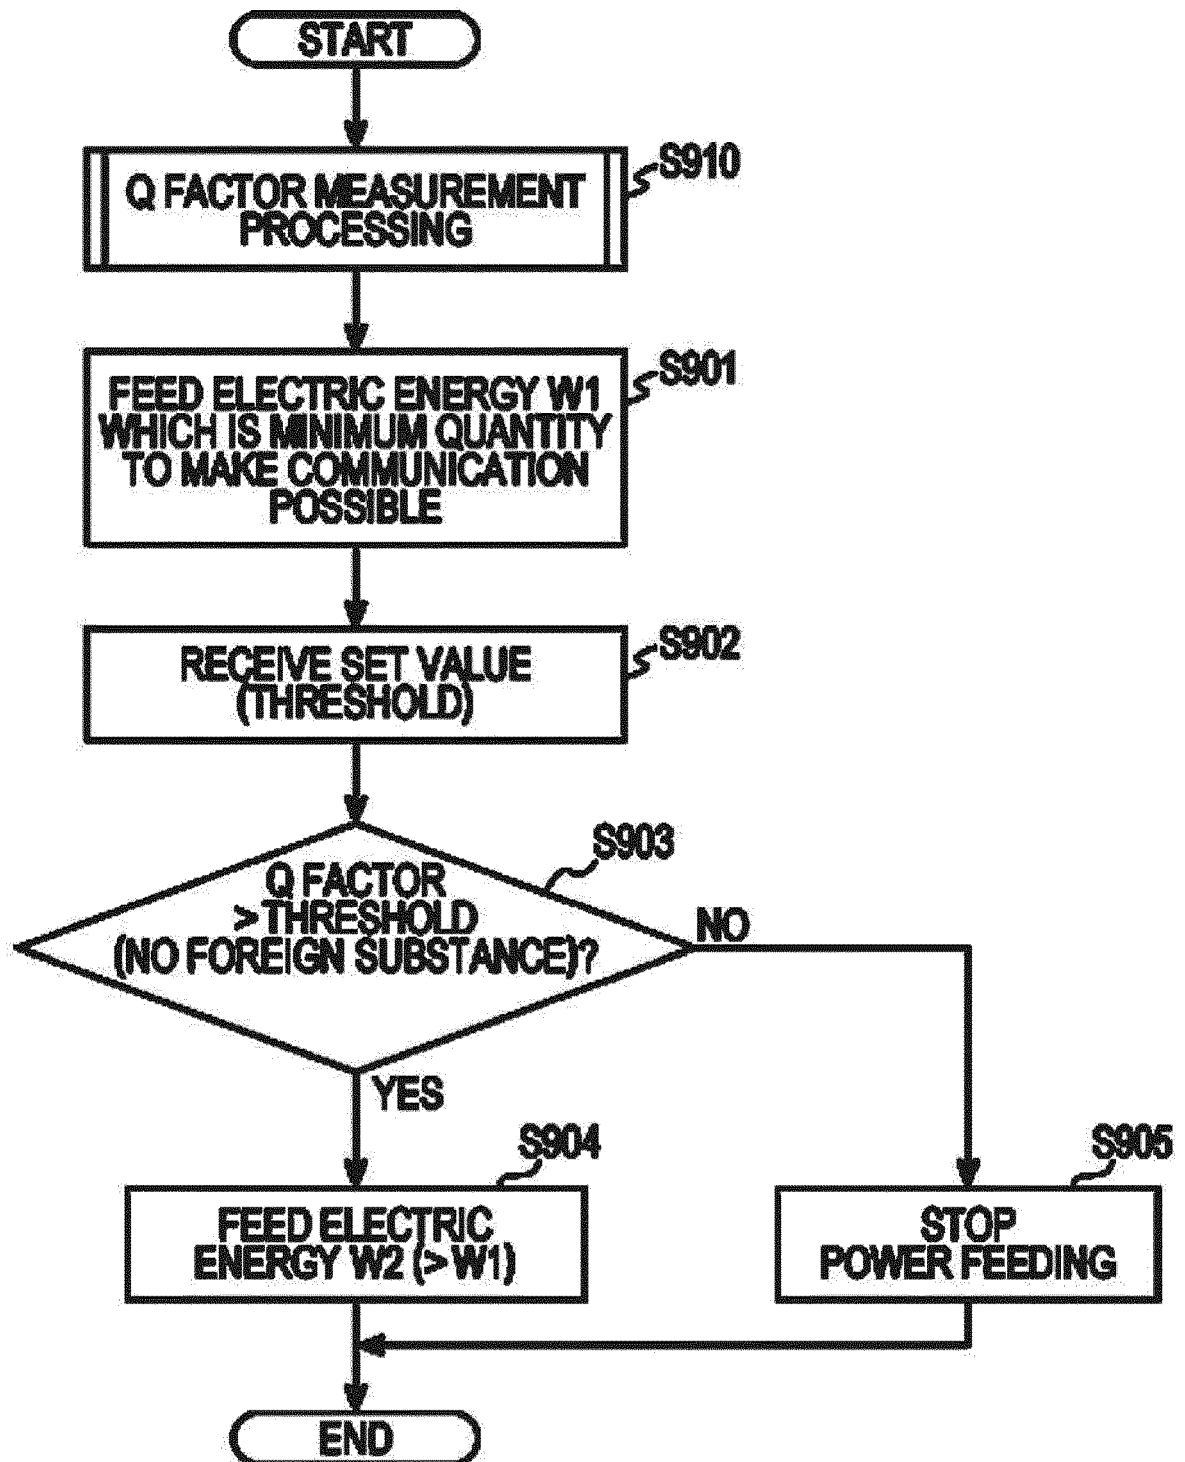 START
S910
Q FACTOR MEASUREMENT
PROCESSING
S901
FEED ELECTRIC ENERGY W1
WHICH IS MINIMUM QUANTITY
TO MAKE COMMUNICATION
POSSIBLE
S902
RECEIVE SET VALUE
(THRESHOLD)
S903
Q FACTOR
> THRESHOLD
(NO FOREIGN SUBSTANCE)?
NO
YES
S904
FEED ELECTRIC
ENERGY W2 (> W1)
S905
STOP
POWER FEEDING
END